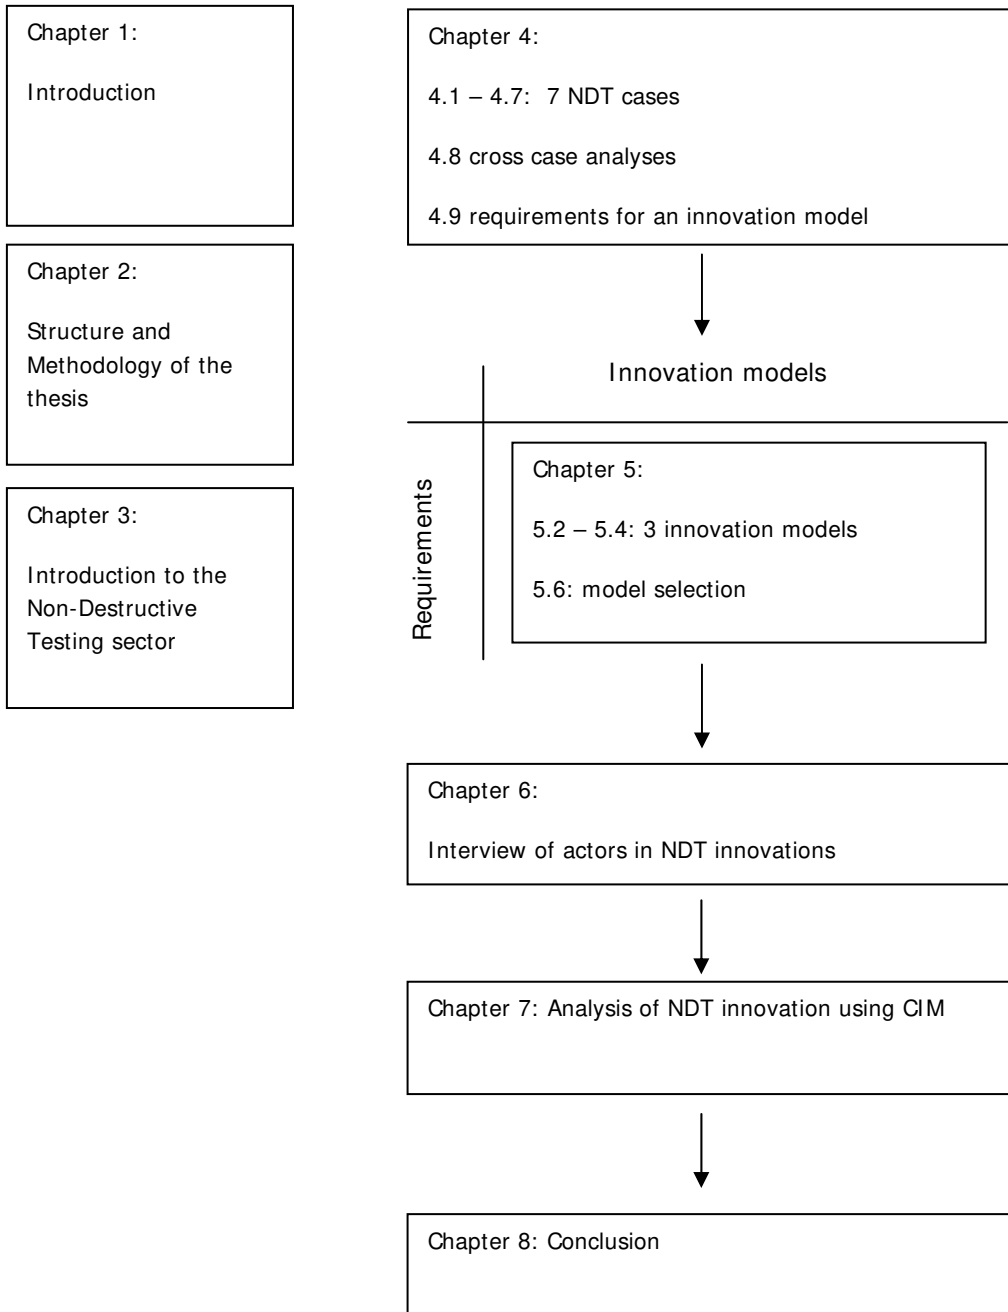 Chapter 1:
Introduction
Chapter 2:
Structure and
Methodology of the
thesis
Chapter 3:
Introduction to the
Non-Destructive
Testing sector
Chapter 4:
4.1 – 4.7: 7 NDT cases
4.8 cross case analyses
4.9 requirements for an innovation model
Innovation models
Requirements
Chapter 5:
5.2 – 5.4: 3 innovation models
5.6: model selection
Chapter 6:
Interview of actors in NDT innovations
Chapter 7: Analysis of NDT innovation using CIM
Chapter 8: Conclusion